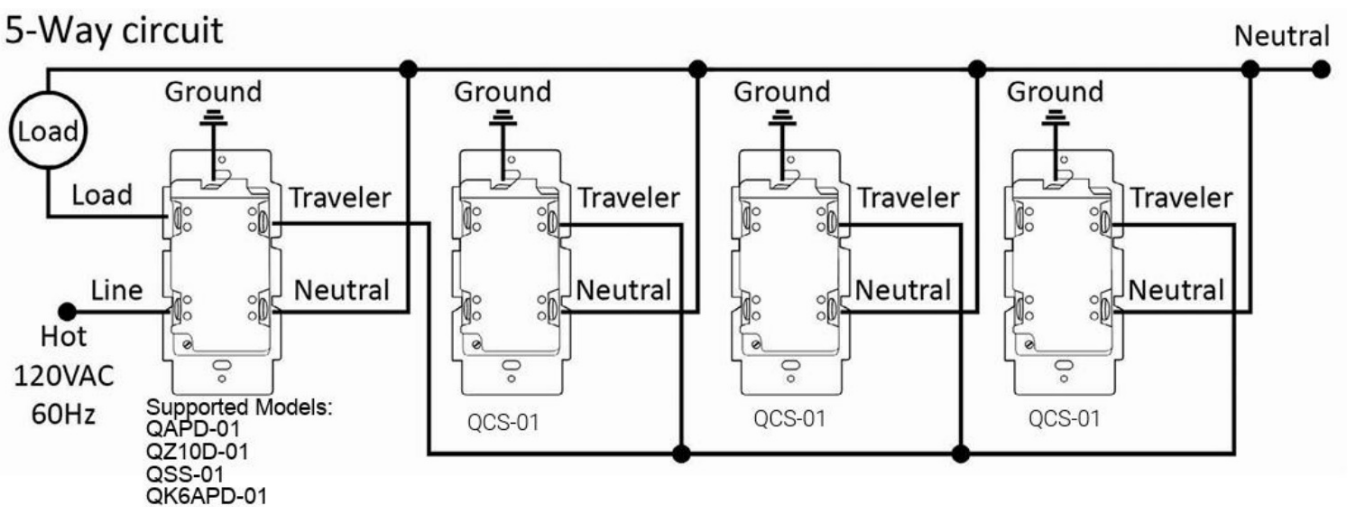 5-Way circuit
Neutral
Ground Ground Ground Ground
Load
Load Traveler Traveler Traveler Traveler
Line Neutral Neutral Neutral Neutral
Hot
120VAC
60Hz
Supported Models:
QAPD-01
QZ10D-01
QSS-01
QK6APD-01
QCS-01 QCS-01 QCS-01